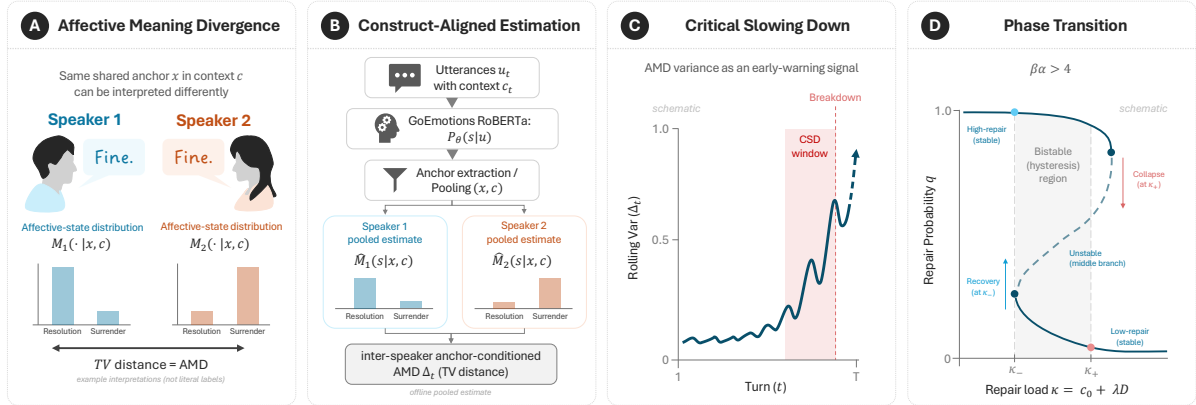 A Affective Meaning Divergence
Same shared anchor x in context c
can be interpreted differently
Speaker 1 Speaker 2
Fine. Fine.
Affective-state distribution Affective-state distribution
M₁(· |x, c) M₂(· |x, c)
Resolution Surrender Resolution Surrender
TV distance = AMD
example interpretations (not literal labels)
B Construct-Aligned Estimation
Utterances uₜ
with context cₜ
GoEmotions RoBERTa:
P_θ(s|u)
Anchor extraction /
Pooling (x, c)
Speaker 1 Speaker 2
pooled estimate pooled estimate
M̂₁(s|x, c) M̂₂(s|x, c)
Resolution Surrender Resolution Surrender
inter-speaker anchor-conditioned
AMD Δₜ (TV distance)
offline pooled estimate
C Critical Slowing Down
AMD variance as an early-warning signal
Breakdown
schematic
1.0
CSD
window
0.5
0
Rolling Var (Δₜ)
1 T
Turn (t)
D Phase Transition
βα > 4
schematic
1.0
High-repair
(stable)
Bistable
(hysteresis)
region
Collapse
(at κ₊)
Unstable
(middle branch)
Recovery
(at κ₋)
Low-repair
(stable)
0
Repair Probability q
κ₋ κ₊
Repair load κ = c₀ + λD